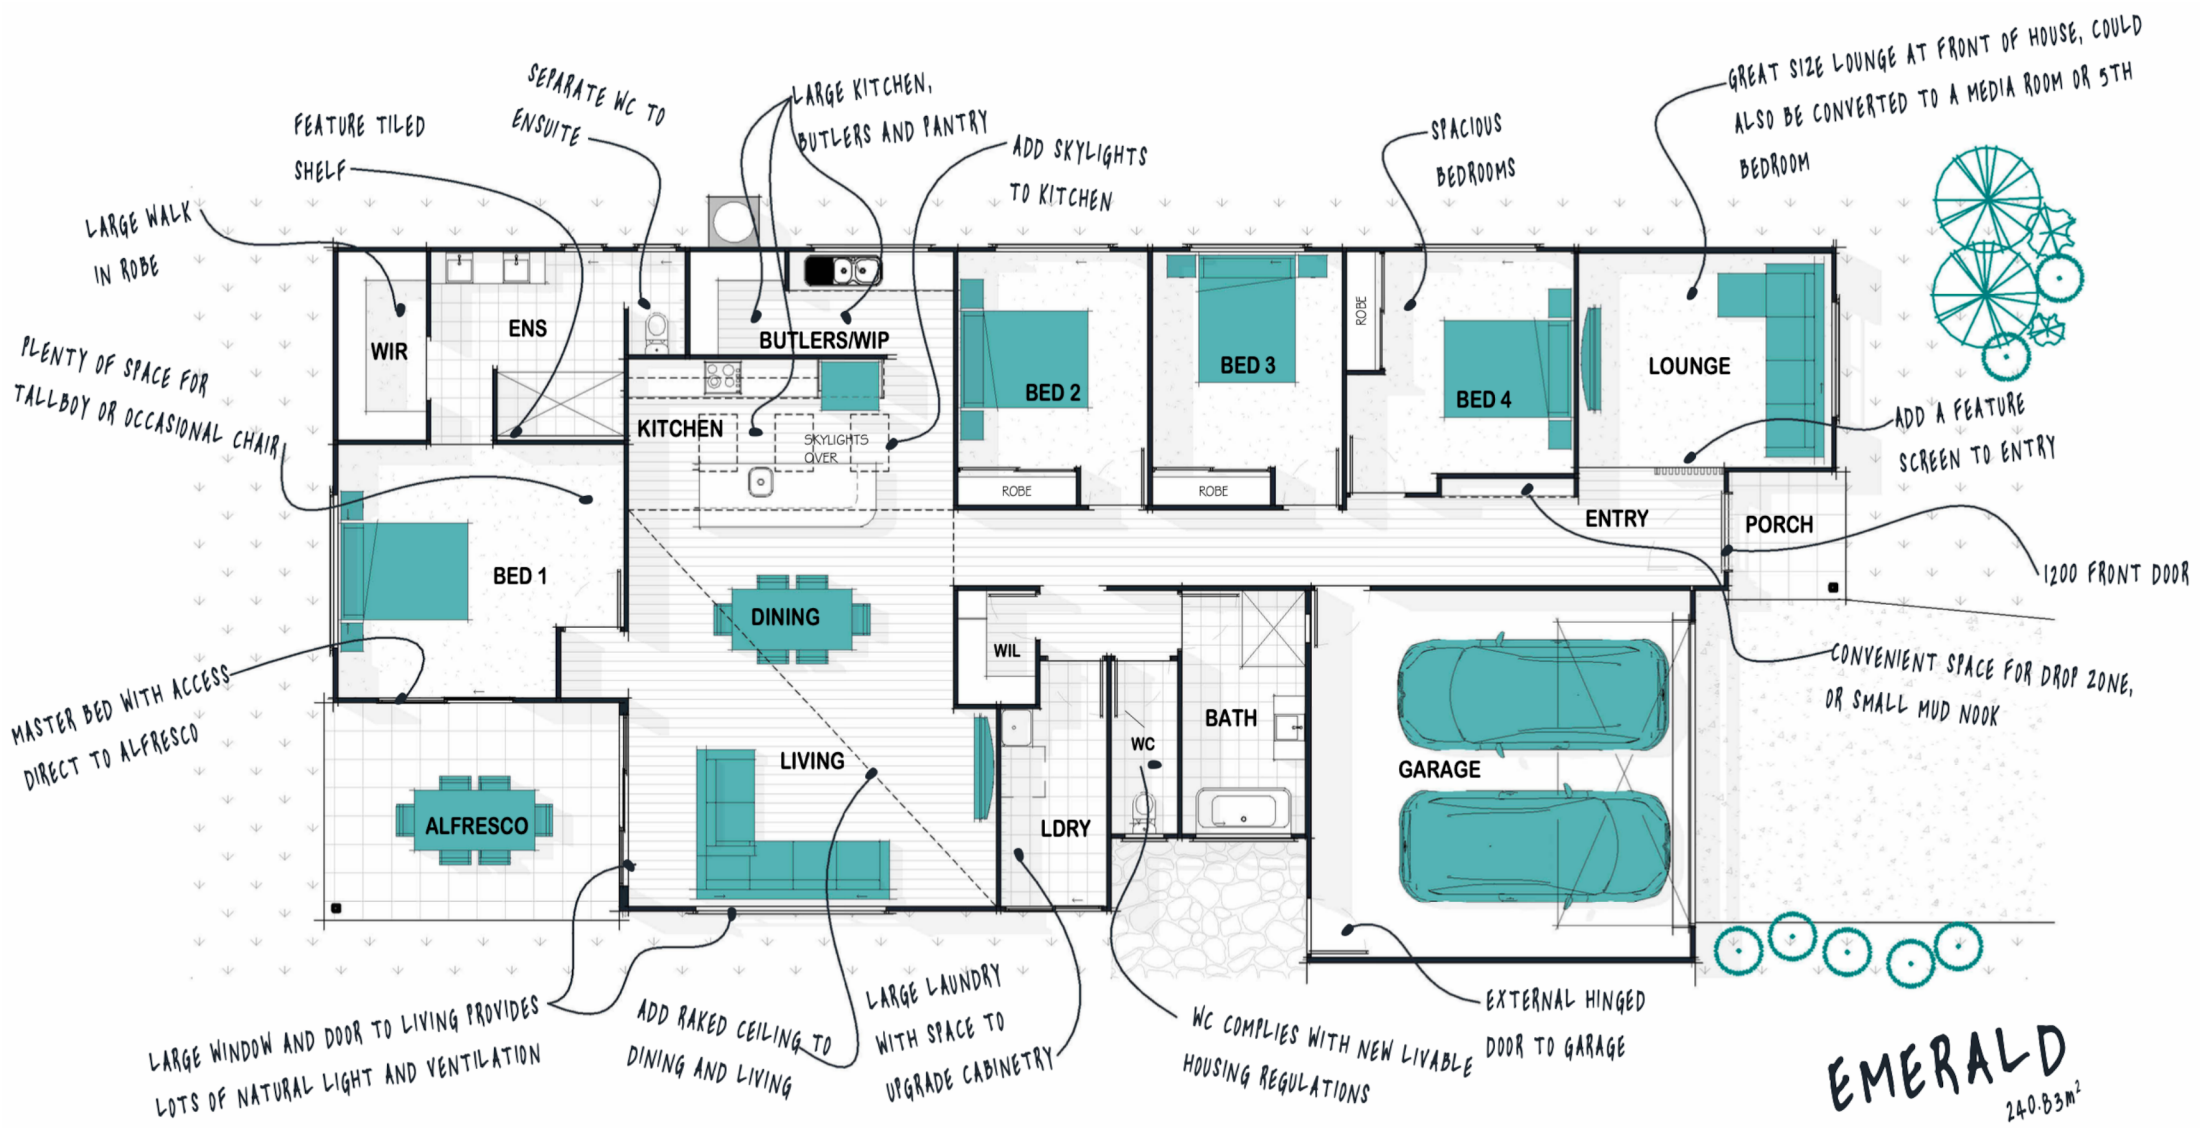 GREAT SIZE LOUNGE AT FRONT OF HOUSE, COULD
ALSO BE CONVERTED TO A MEDIA ROOM OR 5TH
BEDROOM
SEPARATE WC TO
ENSUITE
LARGE KITCHEN,
BUTLERS AND PANTRY
FEATURE TILED
SHELF
ADD SKYLIGHTS
TO KITCHEN
SPACIOUS
BEDROOMS
LARGE WALK
IN ROBE
PLENTY OF SPACE FOR
TALLBOY OR OCCASIONAL CHAIR
WIR
ENS
BUTLERS/WIP
KITCHEN
SKYLIGHTS
OVER
BED 2
ROBE
BED 3
ROBE
ROBE
BED 4
LOUNGE
ADD A FEATURE
SCREEN TO ENTRY
ENTRY
PORCH
1200 FRONT DOOR
BED 1
DINING
WIL
MASTER BED WITH ACCESS
DIRECT TO ALFRESCO
CONVENIENT SPACE FOR DROP ZONE,
OR SMALL MUD NOOK
LIVING
WC
BATH
GARAGE
ALFRESCO
LDRY
LARGE WINDOW AND DOOR TO LIVING PROVIDES
LOTS OF NATURAL LIGHT AND VENTILATION
ADD RAKED CEILING TO
DINING AND LIVING
LARGE LAUNDRY
WITH SPACE TO
UPGRADE CABINETRY
WC COMPLIES WITH NEW LIVABLE
HOUSING REGULATIONS
EXTERNAL HINGED
DOOR TO GARAGE
EMERALD
240.83m²